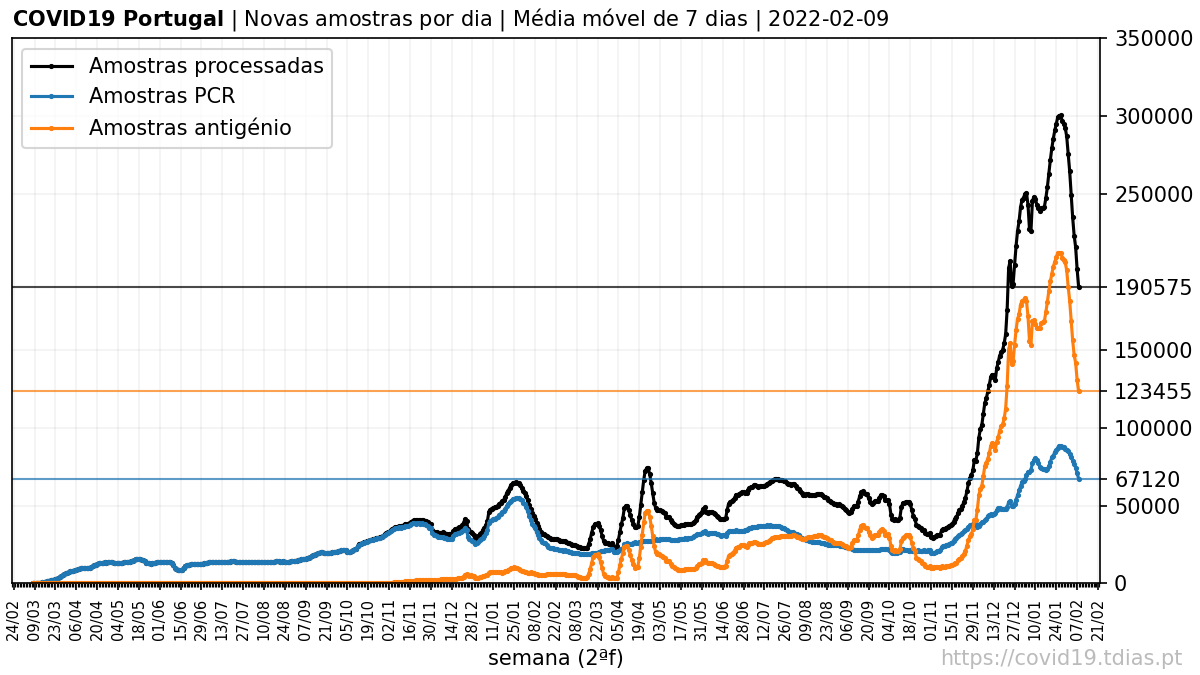 COVID19 Portugal | Novas amostras por dia | Média móvel de 7 dias | 2022-02-09
Amostras processadas
Amostras PCR
Amostras antigénio
350000
300000
250000
190575
150000
123455
100000
67120
50000
0
24/02 09/03 23/03 06/04 20/04 04/05 18/05 01/06 15/06 29/06 13/07 27/07 10/08 24/08 07/09 21/09 05/10 19/10 02/11 16/11 30/11 14/12 28/12 11/01 25/01 08/02 22/02 08/03 22/03 05/04 19/04 03/05 17/05 31/05 14/06 28/06 12/07 26/07 09/08 23/08 06/09 20/09 04/10 18/10 01/11 15/11 29/11 13/12 27/12 10/01 24/01 07/02 21/02
semana (2ªf)
https://covid19.tdias.pt